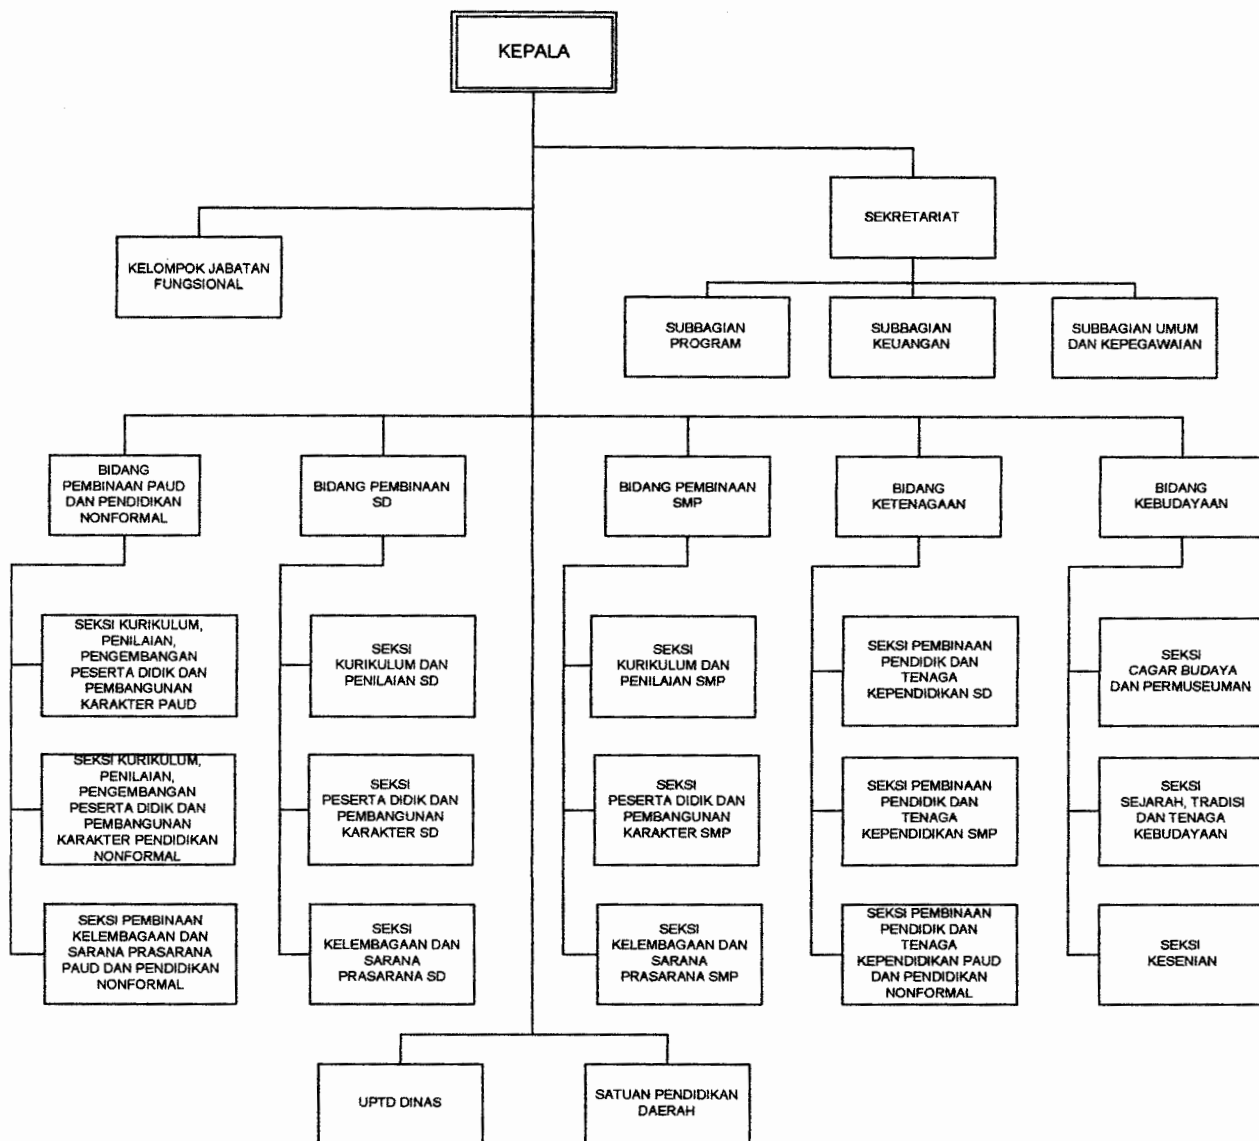 KEPALA
SEKRETARIAT
KELOMPOK JABATAN
FUNGSIONAL
SUBBAGIAN
PROGRAM
SUBBAGIAN
KEUANGAN
SUBBAGIAN UMUM
DAN KEPEGAWAIAN
BIDANG
PEMBINAAN PAUD
DAN PENDIDIKAN
NONFORMAL
BIDANG PEMBINAAN
SD
BIDANG PEMBINAAN
SMP
BIDANG
KETENAGAAN
BIDANG
KEBUDAYAAN
SEKSI KURIKULUM,
PENILAIAN,
PENGEMBANGAN
PESERTA DIDIK DAN
PEMBANGUNAN
KARAKTER PAUD
SEKSI
KURIKULUM DAN
PENILAIAN SD
SEKSI
KURIKULUM DAN
PENILAIAN SMP
SEKSI PEMBINAAN
PENDIDIK DAN
TENAGA
KEPENDIDIKAN SD
SEKSI
CAGAR BUDAYA
DAN PERMUSEUMAN
SEKSI KURIKULUM,
PENILAIAN,
PENGEMBANGAN
PESERTA DIDIK DAN
PEMBANGUNAN
KARAKTER PENDIDIKAN
NONFORMAL
SEKSI
PESERTA DIDIK DAN
PEMBANGUNAN
KARAKTER SD
SEKSI
PESERTA DIDIK DAN
PEMBANGUNAN
KARAKTER SMP
SEKSI PEMBINAAN
PENDIDIK DAN
TENAGA
KEPENDIDIKAN SMP
SEKSI
SEJARAH, TRADISI
DAN TENAGA
KEBUDAYAAN
SEKSI PEMBINAAN
KELEMBAGAAN DAN
SARANA PRASARANA
PAUD DAN PENDIDIKAN
NONFORMAL
SEKSI
KELEMBAGAAN DAN
SARANA
PRASARANA SD
SEKSI
KELEMBAGAAN DAN
SARANA
PRASARANA SMP
SEKSI PEMBINAAN
PENDIDIK DAN
TENAGA
KEPENDIDIKAN PAUD
DAN PENDIDIKAN
NONFORMAL
SEKSI
KESENIAN
UPTD DINAS
SATUAN PENDIDIKAN
DAERAH